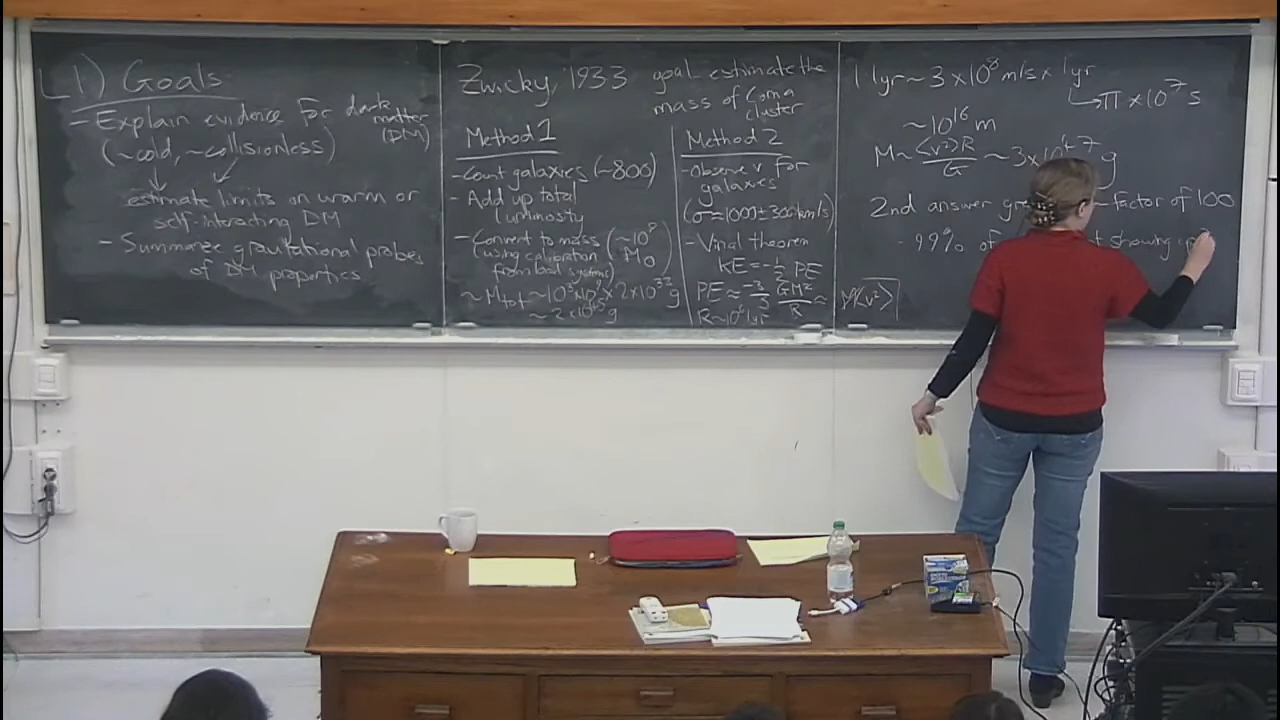 L1) Goals:
- Explain evidence for dark matter (DM)
(~cold, ~collisionless)
estimate limits on warm or
self-interacting DM
- Summarize gravitational probes
of DM properties
Zwicky, 1933 goal estimate the
mass of Coma
cluster
Method 1
- Count galaxies (~800)
- Add up total
luminosity
- Convert to mass (~10⁹ M⊙)
(using calibration
from local systems)
~ Mtot ~ 10³ x 10⁹ x 2 x 10³³ g
~ 2 x 10⁴⁵ g
Method 2
- Observe v for
galaxies
(σ ≈ 1000 ± 300 km/s)
- Virial theorem
KE = -½ PE
PE ≈ -3/5 GM²/R ≈ M⟨v²⟩
R ~ 10⁶ lyr
1 lyr ~ 3 x 10⁸ m/s x 1 yr
→ π x 10⁷ s
~ 10¹⁶ m
M ~ ⟨v²⟩R/G ~ 3 x 10⁴⁷ g
2nd answer factor of 100
- 99% of showing